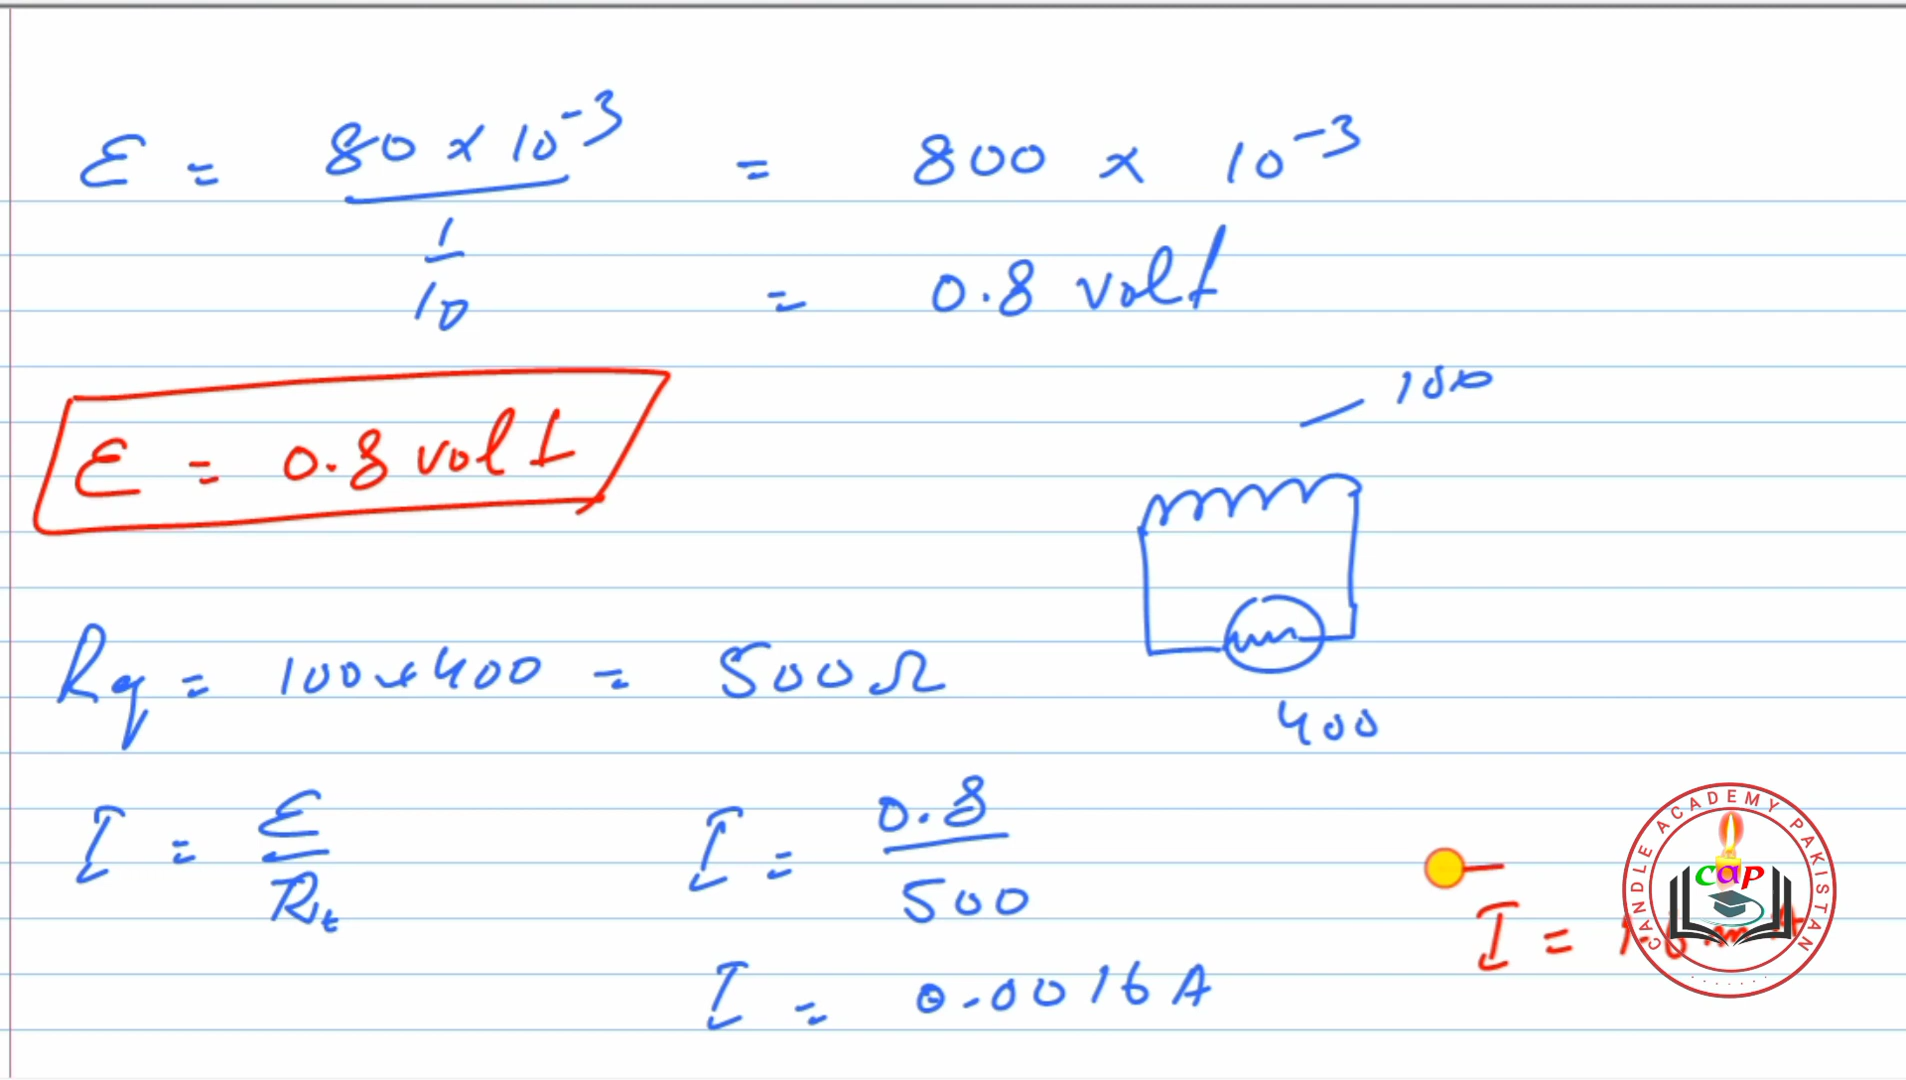 ε = 80 × 10⁻³ / 1/10 = 800 × 10⁻³
= 0.8 volt
ε = 0.8 volt
100
Rq = 100 + 400 = 500 Ω
400
I = ε / Rt
I = 0.8 / 500
I = 0.0016 A
I =
CANDLE ACADEMY PAKISTAN
cap